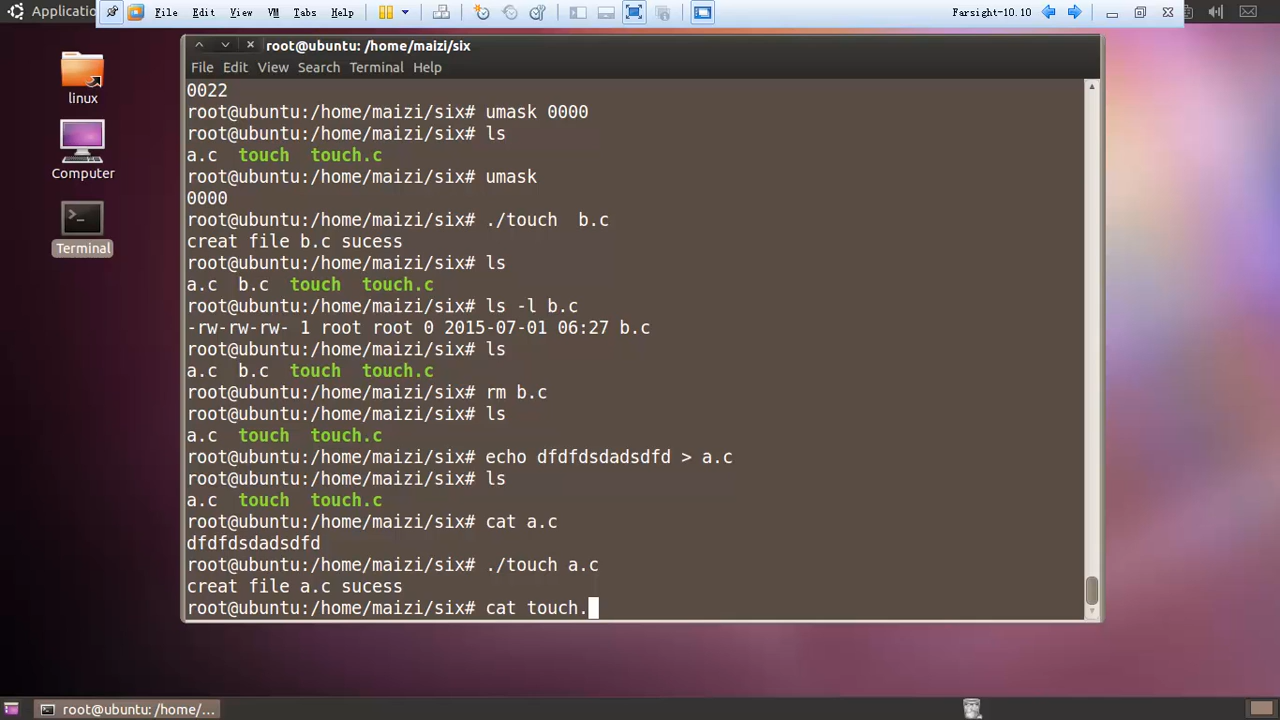 Applicatio
File Edit View VM Tabs Help
Farsight-10.10
root@ubuntu: /home/maizi/six
File Edit View Search Terminal Help
linux
Computer
Terminal
0022
root@ubuntu:/home/maizi/six# umask 0000
root@ubuntu:/home/maizi/six# ls
a.c touch touch.c
root@ubuntu:/home/maizi/six# umask
0000
root@ubuntu:/home/maizi/six# ./touch  b.c
creat file b.c sucess
root@ubuntu:/home/maizi/six# ls
a.c b.c touch touch.c
root@ubuntu:/home/maizi/six# ls -l b.c
-rw-rw-rw- 1 root root 0 2015-07-01 06:27 b.c
root@ubuntu:/home/maizi/six# ls
a.c b.c touch touch.c
root@ubuntu:/home/maizi/six# rm b.c
root@ubuntu:/home/maizi/six# ls
a.c touch touch.c
root@ubuntu:/home/maizi/six# echo dfdfdsdadsdfd > a.c
root@ubuntu:/home/maizi/six# ls
a.c touch touch.c
root@ubuntu:/home/maizi/six# cat a.c
dfdfdsdadsdfd
root@ubuntu:/home/maizi/six# ./touch a.c
creat file a.c sucess
root@ubuntu:/home/maizi/six# cat touch.
root@ubuntu: /home/...